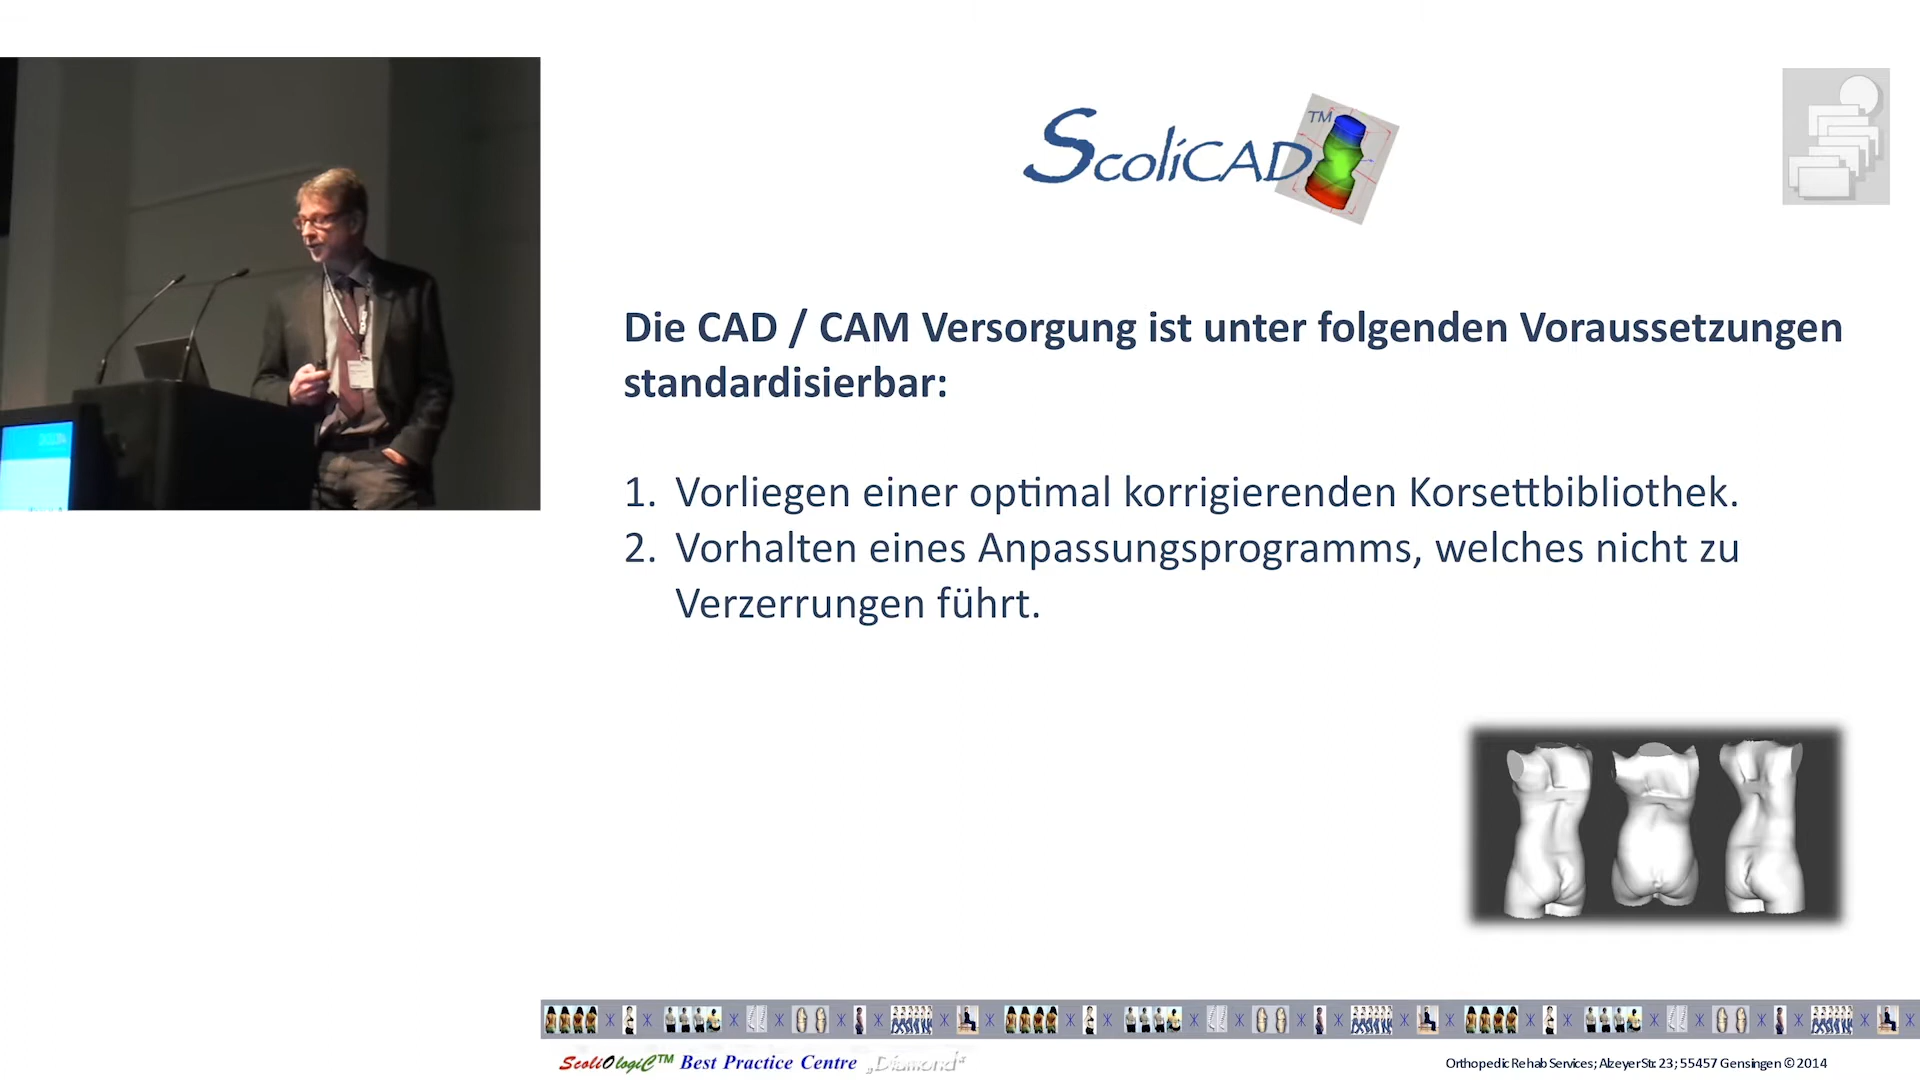 ScoliCAD TM
Die CAD / CAM Versorgung ist unter folgenden Voraussetzungen
standardisierbar:
1. Vorliegen einer optimal korrigierenden Korsettbibliothek.
2. Vorhalten eines Anpassungsprogramms, welches nicht zu
Verzerrungen führt.
ScoliOlogiC™ Best Practice Centre „Diamond“
Orthopedic Rehab Services; Alzeyer Str. 23; 55457 Gensingen © 2014